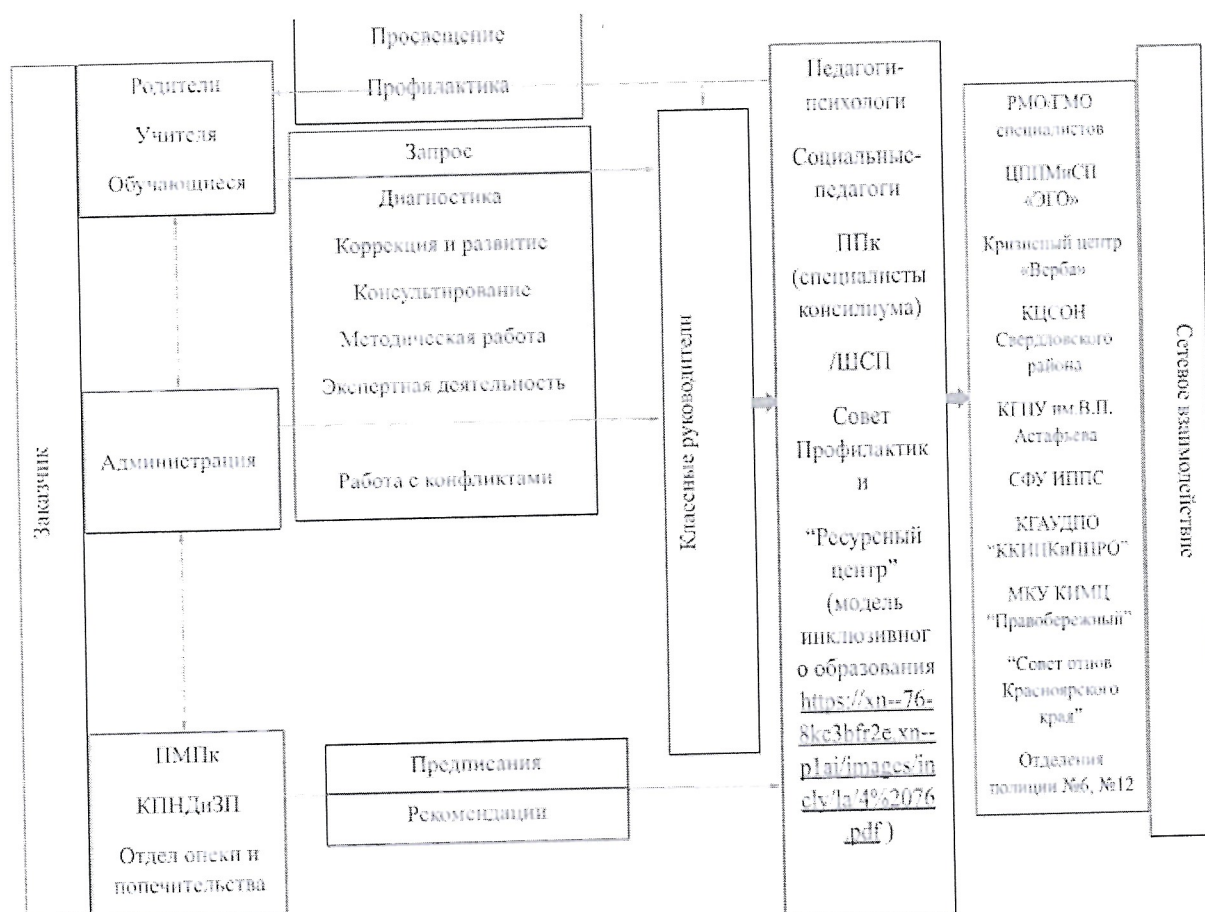 Заказчик
Родители
Учителя
Обучающиеся
Администрация
ПМПк
КПНДиЗП
Отдел опеки и
попечительства
Просвещение
Профилактика
Запрос
Диагностика
Коррекция и развитие
Консультирование
Методическая работа
Экспертная деятельность
Работа с конфликтами
Предписания
Рекомендации
Классные руководители
Педагоги-
психологи
Социальные-
педагоги
ППк
(специалисты
консилиума)
/ШСП
Совет
Профилактик
и
“Ресурсный
центр”
(модель
инклюзивног
о образования
https://xn--76-
8kc3bfr2e.xn--
p1ai/images/in
cly/la/4%2076
.pdf )
РМО/ГМО
специалистов
ЦППМиСП
«ЭГО»
Кризисный центр
«Верба»
КЦСОН
Свердловского
района
КГПУ им.В.П.
Астафьева
СФУ ИППС
КГАУДПО
“ККИПКиППРО”
МКУ КИМЦ
“Правобережный”
“Совет отцов
Красноярского
края”
Отделения
полиции №6, №12
Сетевое взаимодействие